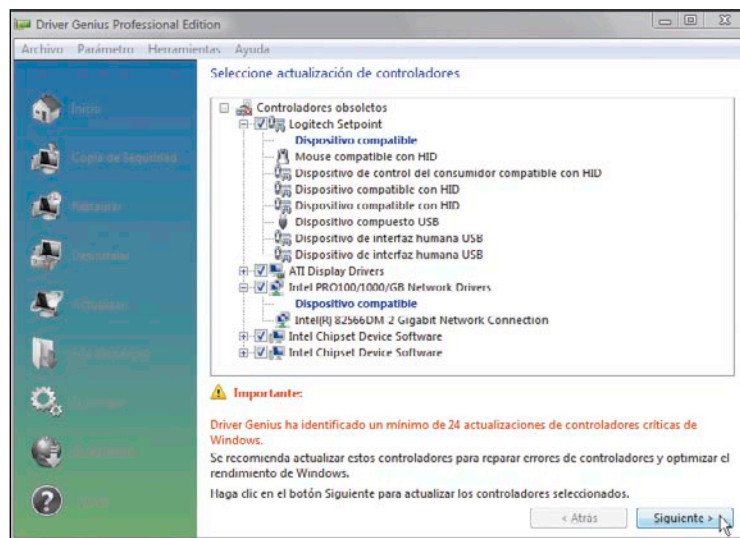 Driver Genius Professional Edition
Archivo Parámetro Herramientas Ayuda
Inicio
Copia de Seguridad
Restaurar
Seleccione actualización de controladores
Controladores obsoletos
Logitech Setpoint
Dispositivo compatible
Mouse compatible con HID
Dispositivo de control del consumidor compatible con HID
Dispositivo compatible con HID
Dispositivo compatible con HID
Dispositivo compuesto USB
Dispositivo de interfaz humana USB
Dispositivo de interfaz humana USB
ATI Display Drivers
Intel PRO100/1000/GB Network Drivers
Dispositivo compatible
Intel(R) 82566DM-2 Gigabit Network Connection
Intel Chipset Device Software
Intel Chipset Device Software
Importante:
Driver Genius ha identificado un mínimo de 24 actualizaciones de controladores críticas de
Windows.
Se recomienda actualizar estos controladores para reparar errores de controladores y optimizar el
rendimiento de Windows.
Haga clic en el botón Siguiente para actualizar los controladores seleccionados.
< Atrás
Siguiente >